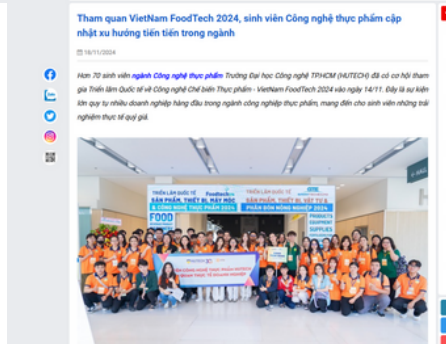 Tham quan VietNam FoodTech 2024, sinh viên Công nghệ thực phẩm cập
nhật xu hướng tiên tiến trong ngành
18/11/2024
Hơn 70 sinh viên ngành Công nghệ thực phẩm Trường Đại học Công nghệ TP.HCM (HUTECH) đã có cơ hội tham
gia Triển lãm Quốc tế về Công nghệ Chế biến Thực phẩm - VietNam FoodTech 2024 vào ngày 14/11. Đây là sự kiện
lớn quy tụ nhiều doanh nghiệp hàng đầu trong ngành công nghiệp thực phẩm, mang đến cho sinh viên những trải
nghiệm thực tế quý giá.
TRIỂN LÃM QUỐC TẾ
SẢN PHẨM, THIẾT BỊ, MÁY MÓC
& CÔNG NGHỆ THỰC PHẨM 2024
Foodtech
TRIỂN LÃM QUỐC TẾ
SẢN PHẨM, THIẾT BỊ, VẬT TƯ &
PHÂN BÓN NÔNG NGHIỆP 2024
FOOD
PRODUCTS
EQUIPMENT
SUPPLIES